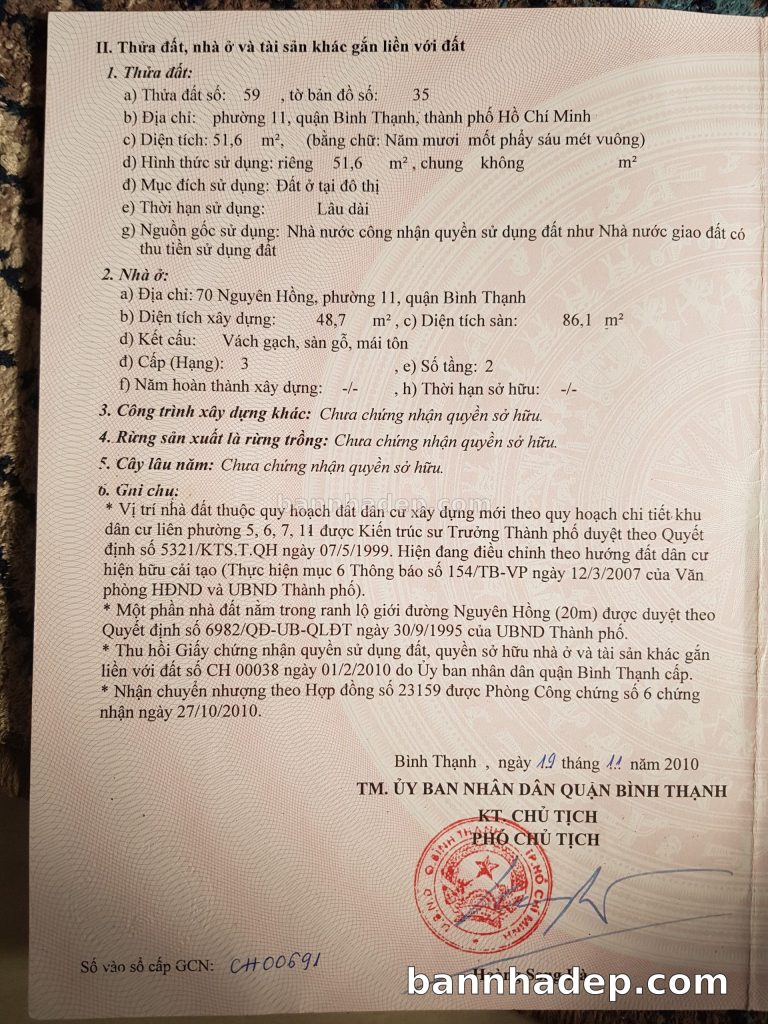 II. Thửa đất, nhà ở và tài sản khác gắn liền với đất
1. Thửa đất:
a) Thửa đất số: 59 , tờ bản đồ số: 35
b) Địa chỉ: phường 11, quận Bình Thạnh, thành phố Hồ Chí Minh
c) Diện tích: 51,6 m², (bằng chữ: Năm mươi mốt phẩy sáu mét vuông)
d) Hình thức sử dụng: riêng 51,6 m² , chung không m²
đ) Mục đích sử dụng: Đất ở tại đô thị
e) Thời hạn sử dụng: Lâu dài
g) Nguồn gốc sử dụng: Nhà nước công nhận quyền sử dụng đất như Nhà nước giao đất có
thu tiền sử dụng đất
2. Nhà ở:
a) Địa chỉ: 70 Nguyên Hồng, phường 11, quận Bình Thạnh
b) Diện tích xây dựng: 48,7 m² , c) Diện tích sàn: 86,1 m²
d) Kết cấu: Vách gạch, sàn gỗ, mái tôn
đ) Cấp (Hạng): 3 , e) Số tầng: 2
f) Năm hoàn thành xây dựng: -/- , h) Thời hạn sở hữu: -/-
3. Công trình xây dựng khác: Chưa chứng nhận quyền sở hữu.
4. Rừng sản xuất là rừng trồng: Chưa chứng nhận quyền sở hữu.
5. Cây lâu năm: Chưa chứng nhận quyền sở hữu.
6. Ghi chú:
bannhadep.com
* Vị trí nhà đất thuộc quy hoạch đất dân cư xây dựng mới theo quy hoạch chi tiết khu
dân cư liên phường 5, 6, 7, 11 được Kiến trúc sư Trưởng Thành phố duyệt theo Quyết
định số 5321/KTS.T.QH ngày 07/5/1999. Hiện đang điều chỉnh theo hướng đất dân cư
hiện hữu cải tạo (Thực hiện mục 6 Thông báo số 154/TB-VP ngày 12/3/2007 của Văn
phòng HĐND và UBND Thành phố).
* Một phần nhà đất nằm trong ranh lộ giới đường Nguyên Hồng (20m) được duyệt theo
Quyết định số 6982/QĐ-UB-QLĐT ngày 30/9/1995 của UBND Thành phố.
* Thu hồi Giấy chứng nhận quyền sử dụng đất, quyền sở hữu nhà ở và tài sản khác gắn
liền với đất số CH 00038 ngày 01/2/2010 do Ủy ban nhân dân quận Bình Thạnh cấp.
* Nhận chuyển nhượng theo Hợp đồng số 23159 được Phòng Công chứng số 6 chứng
nhận ngày 27/10/2010.
Bình Thạnh , ngày 19 tháng 11 năm 2010
TM. ỦY BAN NHÂN DÂN QUẬN BÌNH THẠNH
KT. CHỦ TỊCH
PHÓ CHỦ TỊCH
U.B.N.D Q.BÌNH THẠNH T.P.HỒ CHÍ MINH
Số vào sổ cấp GCN: CH00691
bannhadep.com